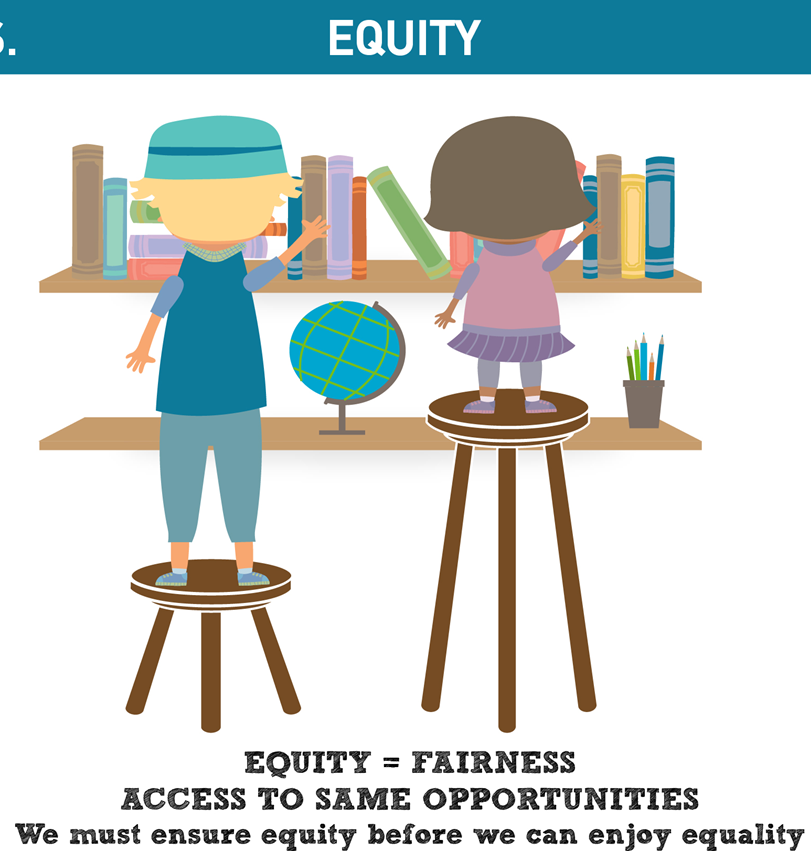 S.
EQUITY
EQUITY = FAIRNESS
ACCESS TO SAME OPPORTUNITIES
We must ensure equity before we can enjoy equality